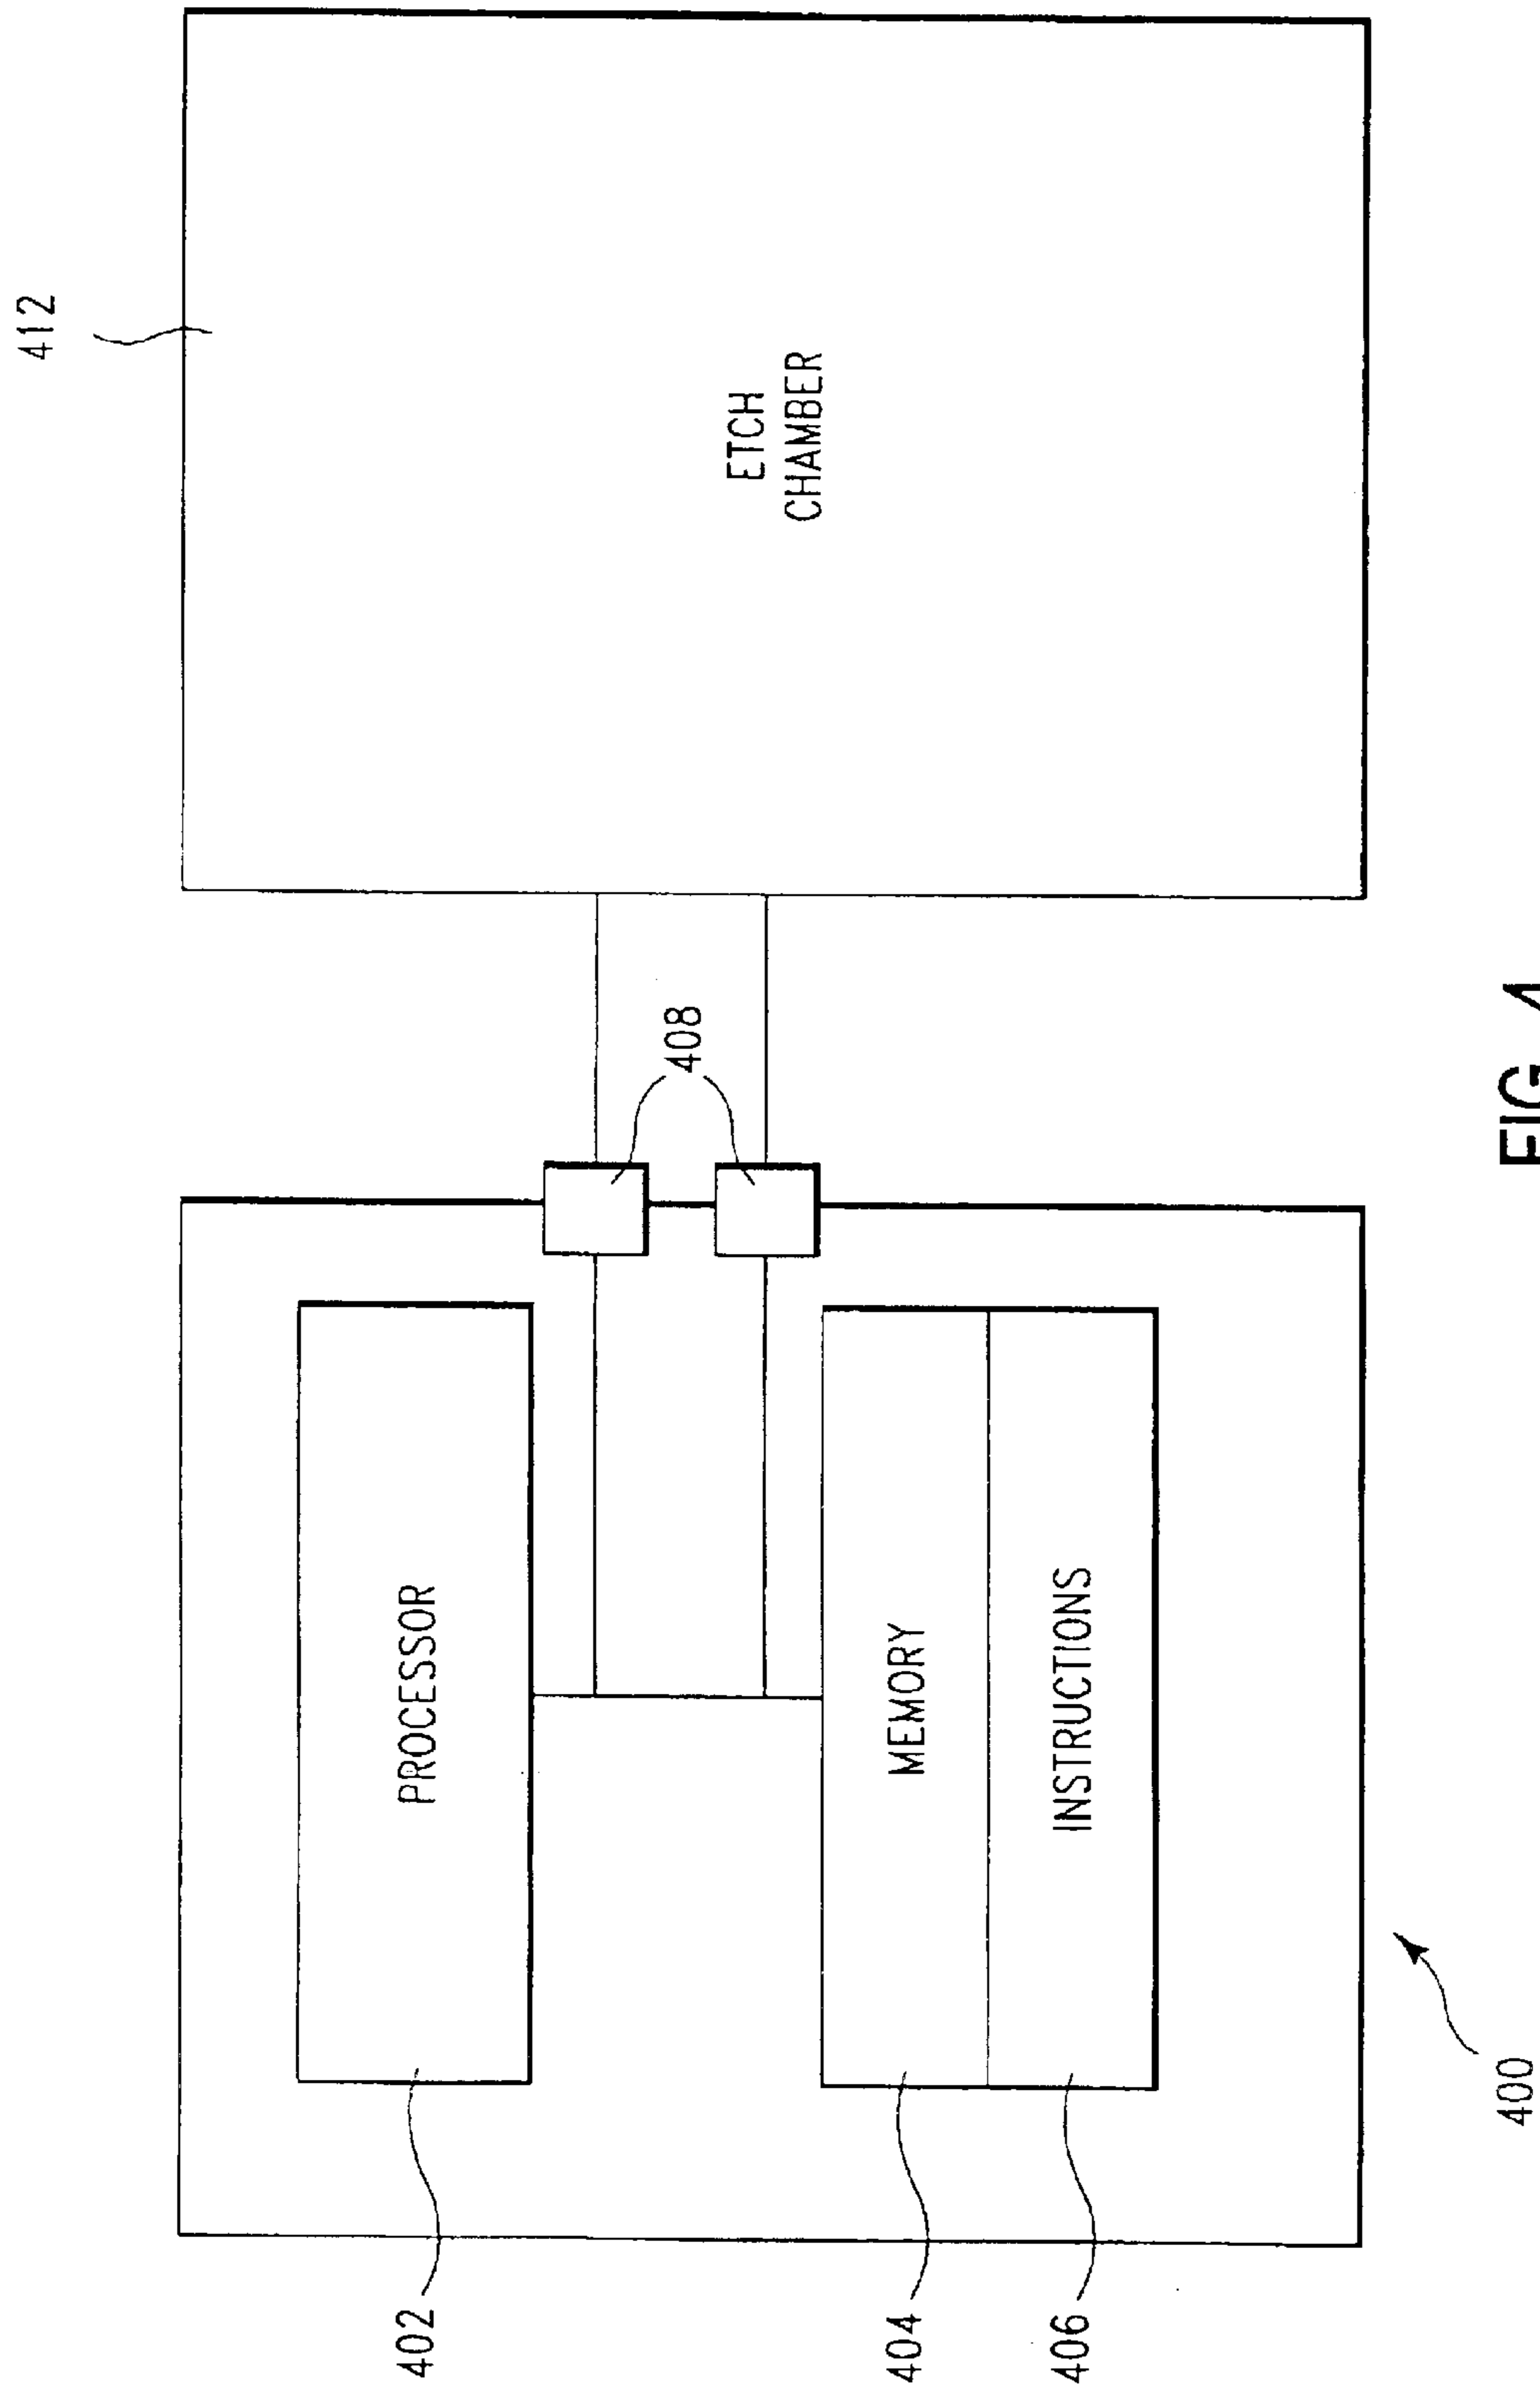 412
ETCH
CHAMBER
408
PROCESSOR
MEMORY
INSTRUCTIONS
402
404
406
400
FIG. 4